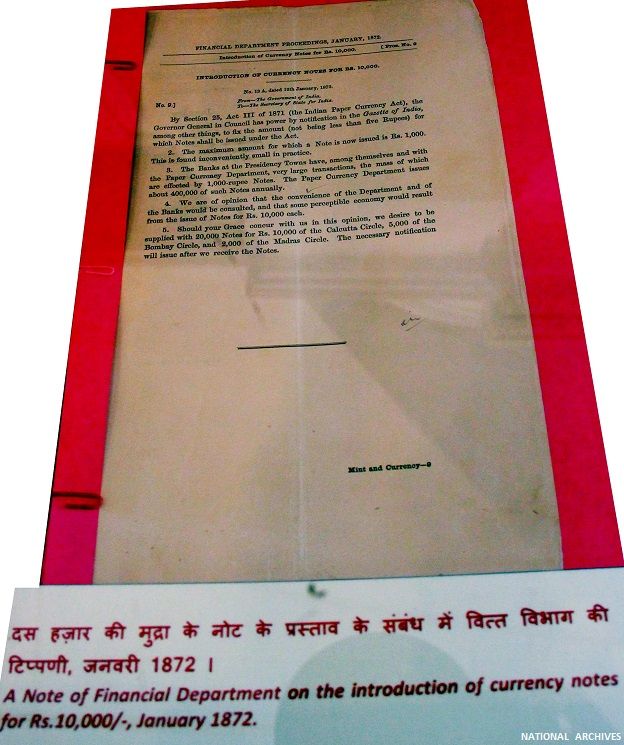 FINANCIAL DEPARTMENT PROCEEDINGS, JANUARY, 1872.
Introduction of Currency Notes for Rs. 10,000. [ Pros. No. 9
INTRODUCTION OF CURRENCY NOTES FOR RS. 10,000.
No. 12 A, dated 12th January, 1872.
From—The Government of India.
No. 9.] To—The Secretary of State for India.
By Section 25, Act III of 1871 (the Indian Paper Currency Act), the
Governor General in Council has power by notification in the Gazette of India,
among other things, to fix the amount (not being less than five Rupees) for
which Notes shall be issued under the Act.
2. The maximum amount for which a Note is now issued is Rs. 1,000.
This is found inconveniently small in practice.
3. The Banks at the Presidency Towns have, among themselves and with
the Paper Currency Department, very large transactions, the mass of which
are effected by 1,000-rupee Notes. The Paper Currency Department issues
about 400,000 of such Notes annually.
4. We are of opinion that the convenience of the Department and of
the Banks would be consulted, and that some perceptible economy would result
from the issue of Notes for Rs. 10,000 each.
5. Should your Grace concur with us in this opinion, we desire to be
supplied with 20,000 Notes for Rs. 10,000 of the Calcutta Circle, 5,000 of the
Bombay Circle, and 2,000 of the Madras Circle. The necessary notification
will issue after we receive the Notes.
Mint and Currency—9
दस हज़ार की मुद्रा के नोट के प्रस्ताव के संबंध में वित्त विभाग की
टिप्पणी, जनवरी 1872 ।
A Note of Financial Department on the introduction of currency notes
for Rs.10,000/-, January 1872.
NATIONAL ARCHIVES